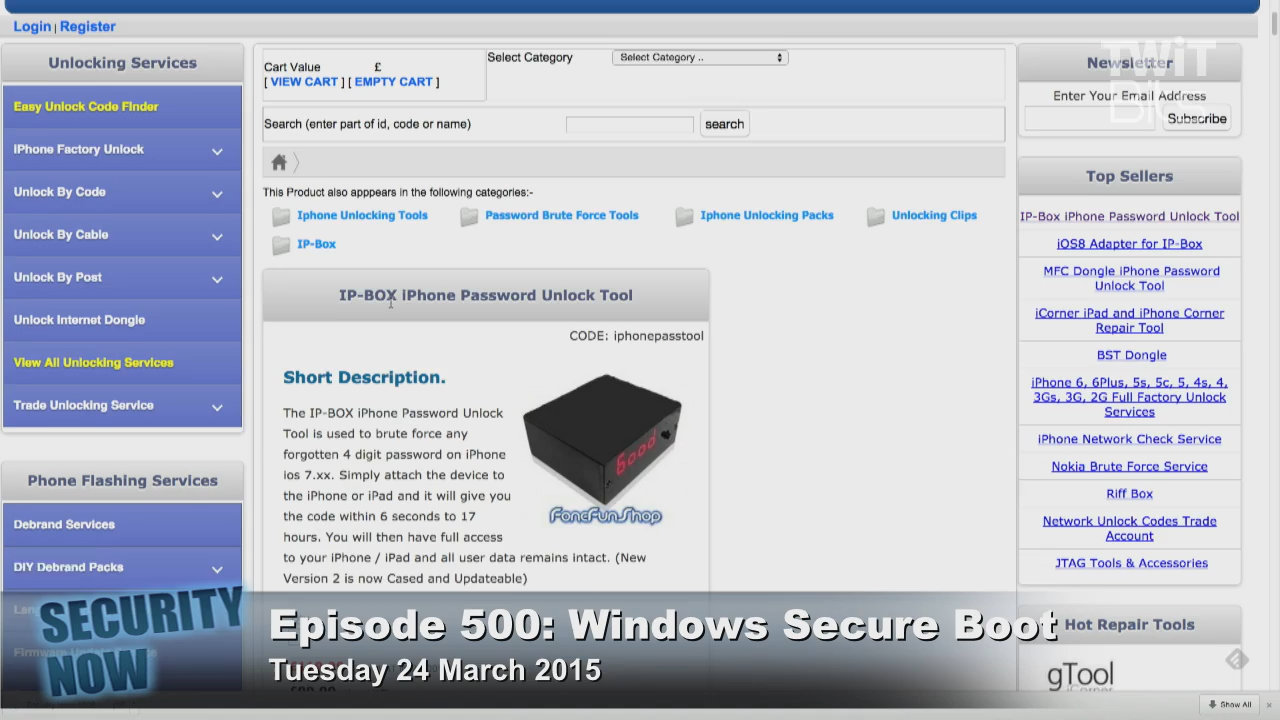 Login | Register
Unlocking Services
Easy Unlock Code Finder
IPhone Factory Unlock
Unlock By Code
Unlock By Cable
Unlock By Post
Unlock Internet Dongle
View All Unlocking Services
Trade Unlocking Service
Phone Flashing Services
Debrand Services
DIY Debrand Packs
Cart Value £
[ VIEW CART ] [ EMPTY CART ]
Select Category
Select Category ..
Search (enter part of id, code or name)
search
This Product also apppears in the following categories:-
Iphone Unlocking Tools
Password Brute Force Tools
Iphone Unlocking Packs
Unlocking Clips
IP-Box
IP-BOX iPhone Password Unlock Tool
CODE: iphonepasstool
Short Description.
The IP-BOX iPhone Password Unlock
Tool is used to brute force any
forgotten 4 digit password on iPhone
ios 7.xx. Simply attach the device to
the iPhone or iPad and it will give you
the code within 6 seconds to 17
hours. You will then have full access
to your iPhone / iPad and all user data remains intact. (New
Version 2 is now Cased and Updateable)
Good
FoneFunShop
TWiT
Bits
Newsletter
Enter Your Email Address
Subscribe
Top Sellers
IP-Box iPhone Password Unlock Tool
iOS8 Adapter for IP-Box
MFC Dongle iPhone Password
Unlock Tool
iCorner iPad and iPhone Corner
Repair Tool
BST Dongle
iPhone 6, 6Plus, 5s, 5c, 5, 4s, 4,
3Gs, 3G, 2G Full Factory Unlock
Services
iPhone Network Check Service
Nokia Brute Force Service
Riff Box
Network Unlock Codes Trade
Account
JTAG Tools & Accessories
Hot Repair Tools
gTool
iCorner
Show All
SECURITY
NOW
Episode 500: Windows Secure Boot
Tuesday 24 March 2015